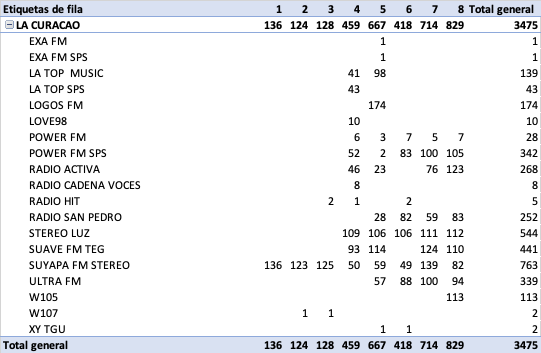 Etiquetas de fila 1 2 3 4 5 6 7 8 Total general
LA CURACAO 136 124 128 459 667 418 714 829 3475
EXA FM 1 1
EXA FM SPS 1 1
LA TOP MUSIC 41 98 139
LA TOP SPS 43 43
LOGOS FM 174 174
LOVE98 10 10
POWER FM 6 3 7 5 7 28
POWER FM SPS 52 2 83 100 105 342
RADIO ACTIVA 46 23 76 123 268
RADIO CADENA VOCES 8 8
RADIO HIT 2 1 2 5
RADIO SAN PEDRO 28 82 59 83 252
STEREO LUZ 109 106 106 111 112 544
SUAVE FM TEG 93 114 124 110 441
SUYAPA FM STEREO 136 123 125 50 59 49 139 82 763
ULTRA FM 57 88 100 94 339
W105 113 113
W107 1 1 2
XY TGU 1 1 2
Total general 136 124 128 459 667 418 714 829 3475